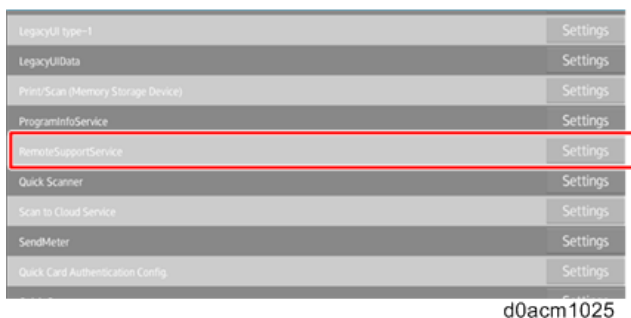 LegacyUI type-1 Settings
LegacyUIData Settings
Print/Scan (Memory Storage Device) Settings
ProgramInfoService Settings
RemoteSupportService Settings
Quick Scanner Settings
Scan to Cloud Service Settings
SendMeter Settings
Quick Card Authentication Config. Settings
d0acm1025